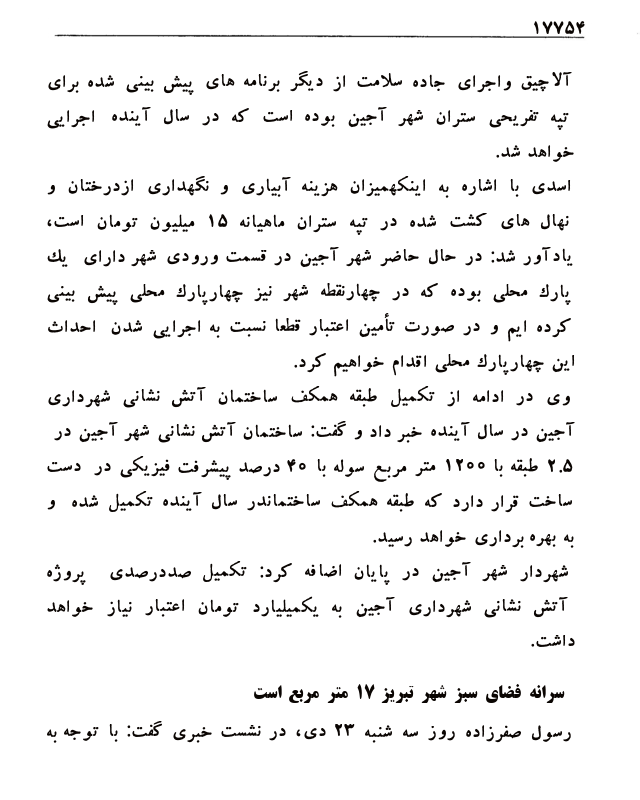 ۱۷۷۵۴
آلاچیق واجرای جاده سلامت از دیگر برنامه های پیش بینی شده برای
تپه تفریحی ستران شهر آجین بوده است که در سال آینده اجرایی
خواهد شد.
اسدی با اشاره به اینکهمیزان هزینه آبیاری و نگهداری ازدرختان و
نهال های کشت شده در تپه ستران ماهیانه ۱۵ میلیون تومان است،
یادآور شد: در حال حاضر شهر آجین در قسمت ورودی شهر دارای یك
پارك محلی بوده که در چهارنقطه شهر نیز چهارپارك محلی پیش بینی
کرده ایم و در صورت تأمین اعتبار قطعا نسبت به اجرایی شدن احداث
این چهارپارك محلی اقدام خواهیم کرد.
وی در ادامه از تکمیل طبقه همکف ساختمان آتش نشانی شهرداری
آجین در سال آینده خبر داد و گفت: ساختمان آتش نشانی شهر آجین در
۲.۵ طبقه با ۱۲۰۰ متر مربع سوله با ۴۰ درصد پیشرفت فیزیکی در دست
ساخت قرار دارد که طبقه همکف ساختماندر سال آینده تکمیل شده و
به بهره برداری خواهد رسید.
شهردار شهر آجین در پایان اضافه کرد: تکمیل صددرصدی پروژه
آتش نشانی شهرداری آجین به یکمیلیارد تومان اعتبار نیاز خواهد
داشت.
سرانه فضای سبز شهر تبریز ۱۷ متر مربع است
رسول صفرزاده روز سه شنبه ۲۳ دی، در نشست خبری گفت: با توجه به